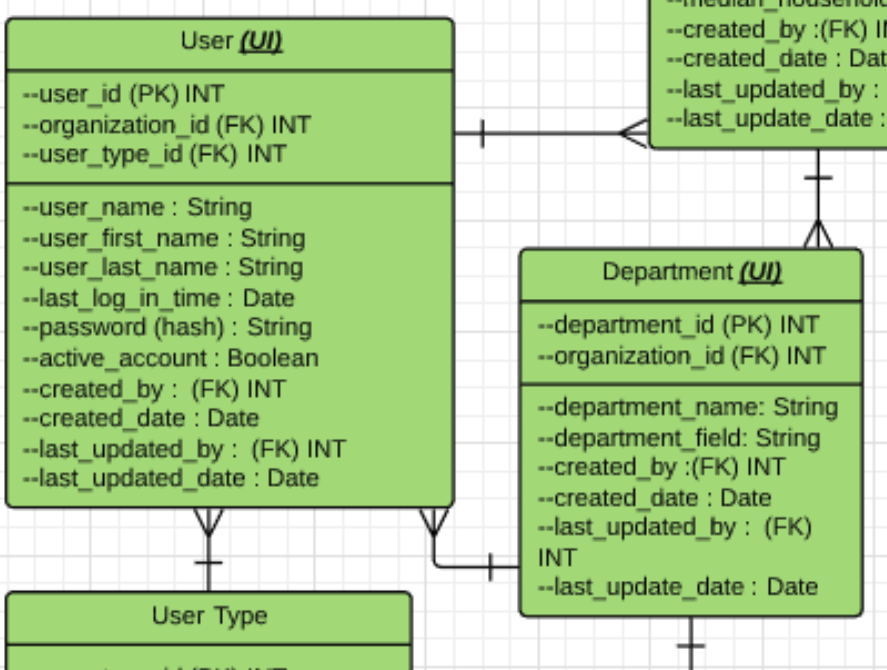 User (UI)
--user_id (PK) INT
--organization_id (FK) INT
--user_type_id (FK) INT
--user_name : String
--user_first_name : String
--user_last_name : String
--last_log_in_time : Date
--password (hash) : String
--active_account : Boolean
--created_by : (FK) INT
--created_date : Date
--last_updated_by : (FK) INT
--last_updated_date : Date
--created_by :(FK)
--created_date :
--last_updated_by :
--last_update_date :
Department (UI)
--department_id (PK) INT
--organization_id (FK) INT
--department_name: String
--department_field: String
--created_by :(FK) INT
--created_date : Date
--last_updated_by : (FK)
INT
--last_update_date : Date
User Type